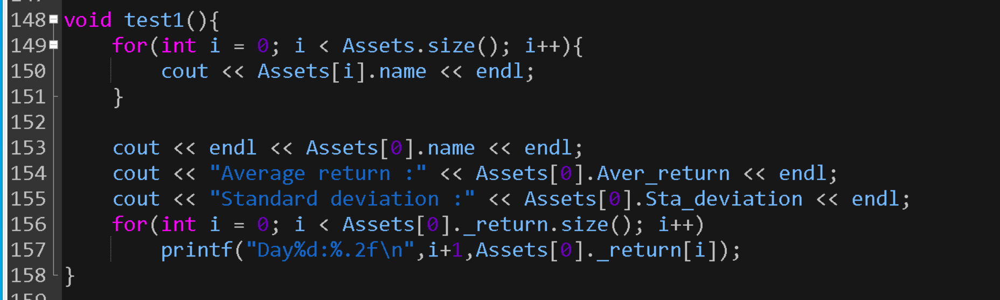 148 void test1(){
149 for(int i = 0; i < Assets.size(); i++){
150 cout << Assets[i].name << endl;
151 }
152
153 cout << endl << Assets[0].name << endl;
154 cout << "Average return :" << Assets[0].Aver_return << endl;
155 cout << "Standard deviation :" << Assets[0].Sta_deviation << endl;
156 for(int i = 0; i < Assets[0]._return.size(); i++)
157 printf("Day%d:%.2f\n",i+1,Assets[0]._return[i]);
158 }